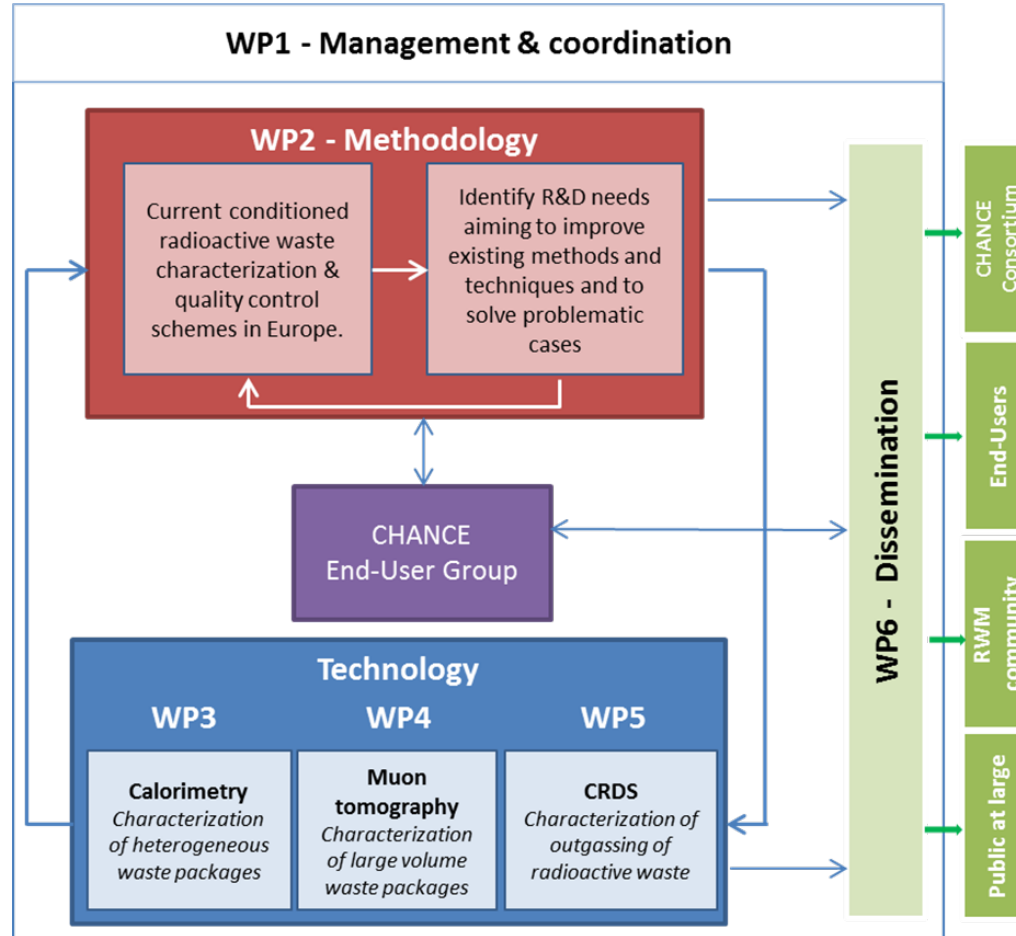 WP1 - Management & coordination
WP2 - Methodology
Current conditioned
radioactive waste
characterization &
quality control
schemes in Europe.
Identify R&D needs
aiming to improve
existing methods and
techniques and to
solve problematic
cases
CHANCE
End-User Group
Technology
WP3
WP4
WP5
Calorimetry
Characterization
of heterogeneous
waste packages
Muon
tomography
Characterization
of large volume
waste packages
CRDS
Characterization of
outgassing of
radioactive waste
WP6 - Dissemination
CHANCE
Consortium
End-Users
RWM
community
Public at large